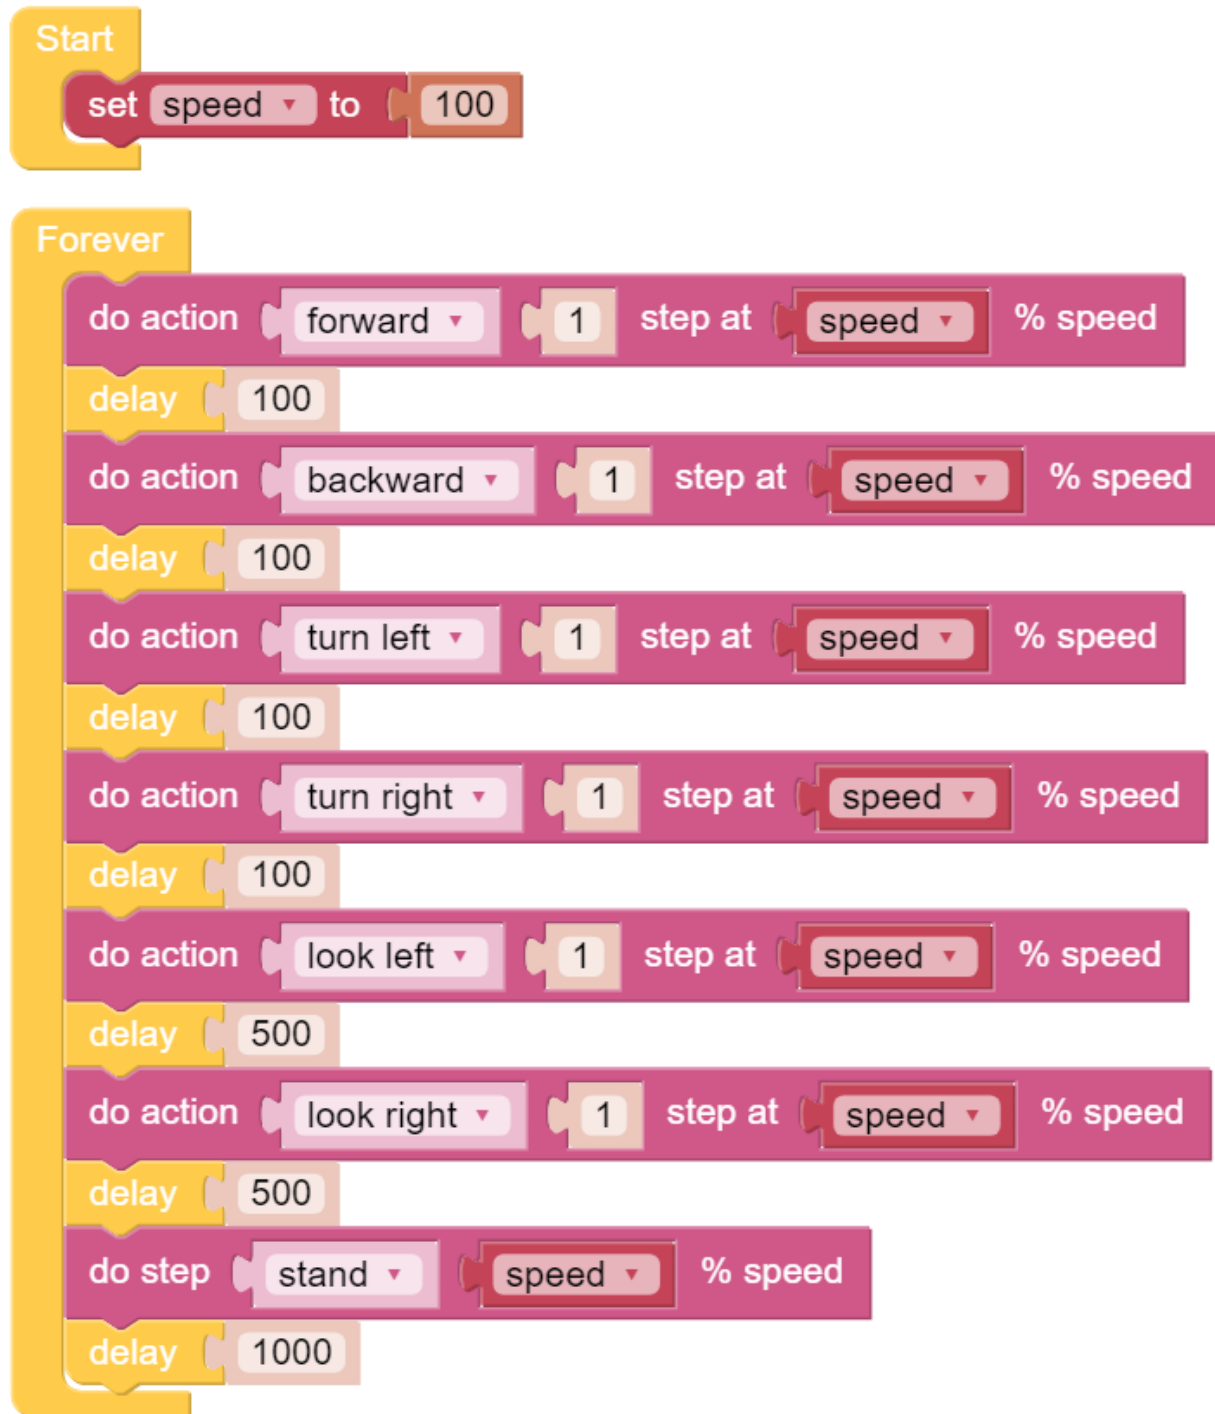 Start
set speed to 100
Forever
do action forward 1 step at speed % speed
delay 100
do action backward 1 step at speed % speed
delay 100
do action turn left 1 step at speed % speed
delay 100
do action turn right 1 step at speed % speed
delay 100
do action look left 1 step at speed % speed
delay 500
do action look right 1 step at speed % speed
delay 500
do step stand speed % speed
delay 1000